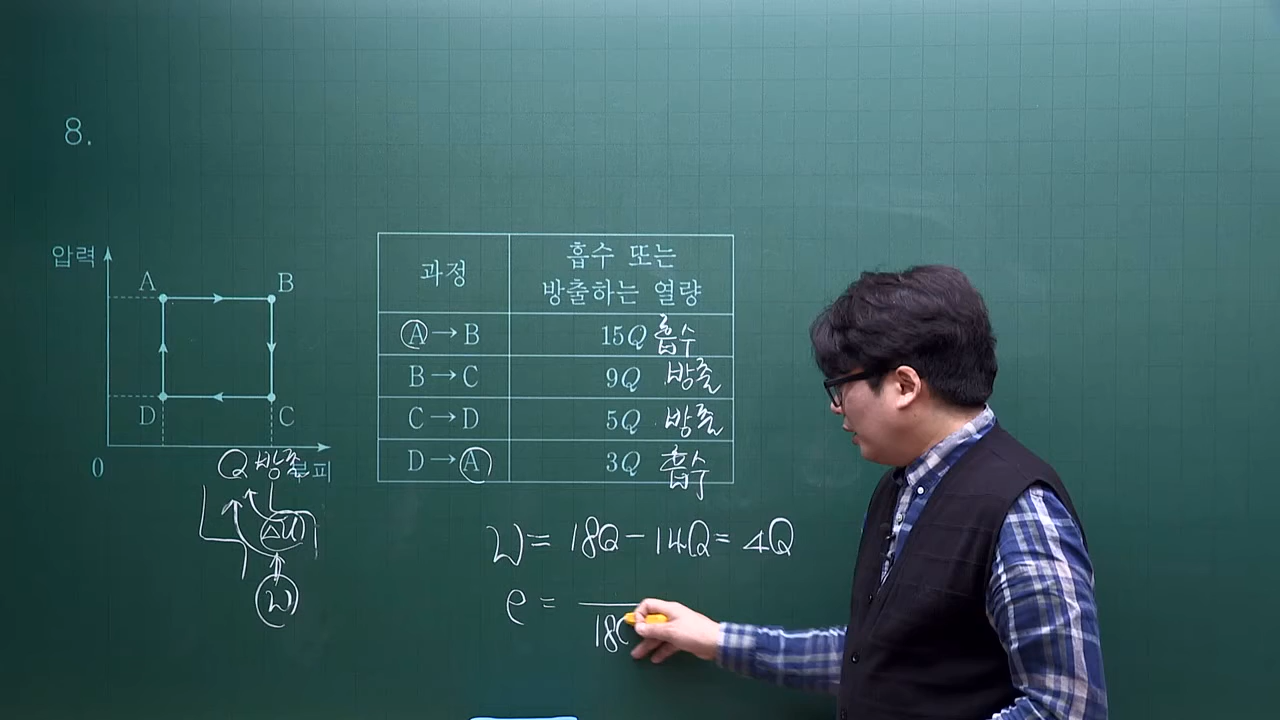 8.
압력
A
B
D
C
0
부피
Q 방출
ΔU
W
과정
흡수 또는
방출하는 열량
A → B 15Q 흡수
B → C 9Q 방출
C → D 5Q 방출
D → A 3Q 흡수
W = 18Q - 14Q = 4Q
e = 
18